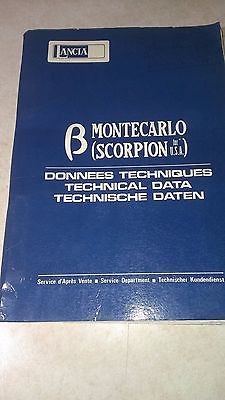 LANCIA
β MONTECARLO
(SCORPION for U.S.A.)
DONNEES TECHNIQUES
TECHNICAL DATA
TECHNISCHE DATEN
Service d'Après Vente ■ Service Department ■ Technischer Kundendienst